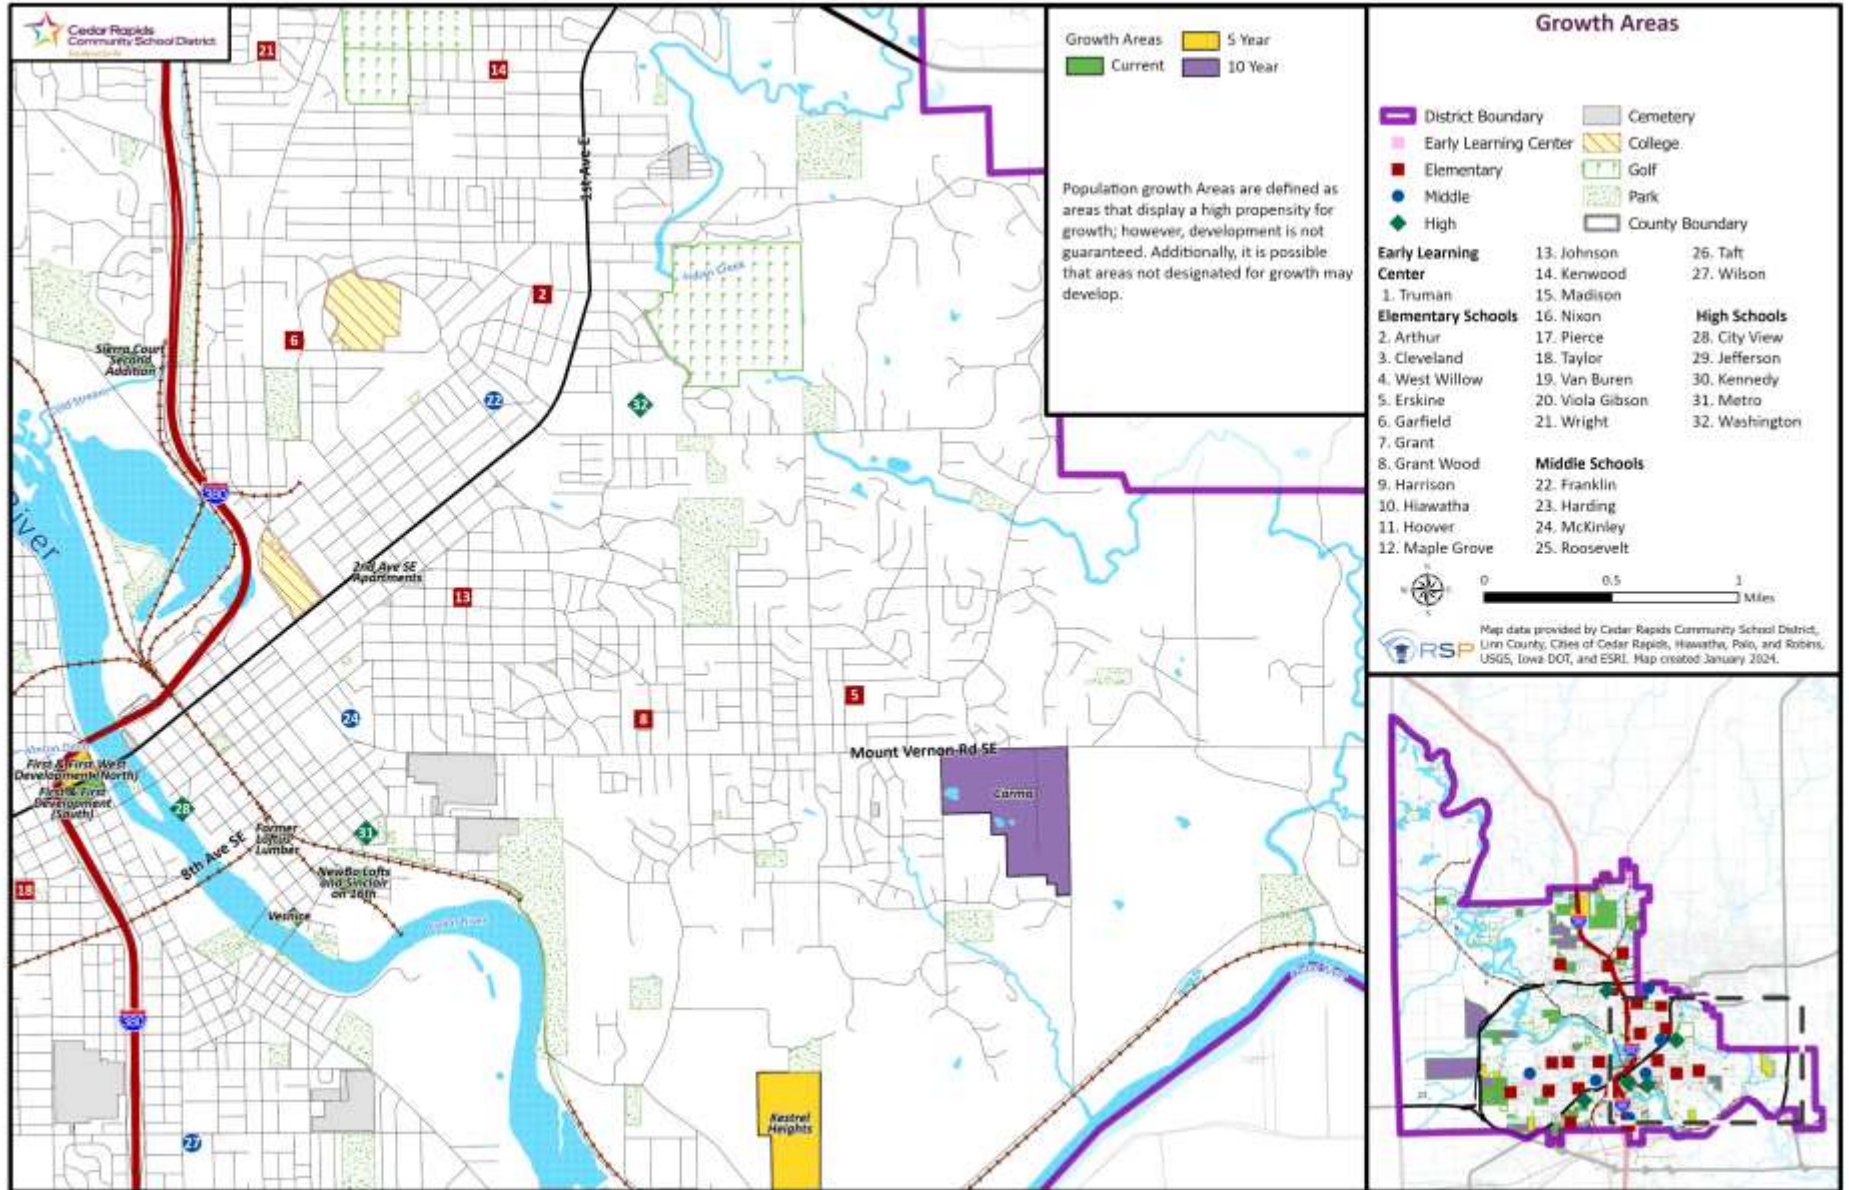 Cedar Rapids
Community School District
21
14
1st Ave E
2
6
Indian Creek
Sierra Court
Second
Addition
22
32
River
380
2nd Ave SE
Apartments
13
5
8
24
Mount Vernon Rd SE
First & First West
Development (North)
First & First
Development
(South)
Carma
28
8th Ave SE
Former
Loftus
Lumber
31
NewBo Lofts
and Sinclair
on 16th
18
Vesnice
Cedar River
380
27
Kestrel
Heights
Growth Areas
5 Year
Current
10 Year
Population growth Areas are defined as
areas that display a high propensity for
growth; however, development is not
guaranteed. Additionally, it is possible
that areas not designated for growth may
develop.
Growth Areas
District Boundary
Early Learning Center
Elementary
Middle
High
Cemetery
College
Golf
Park
County Boundary
Early Learning
Center
1. Truman
Elementary Schools
2. Arthur
3. Cleveland
4. West Willow
5. Erskine
6. Garfield
7. Grant
8. Grant Wood
9. Harrison
10. Hiawatha
11. Hoover
12. Maple Grove
13. Johnson
14. Kenwood
15. Madison
16. Nixon
17. Pierce
18. Taylor
19. Van Buren
20. Viola Gibson
21. Wright
Middle Schools
22. Franklin
23. Harding
24. McKinley
25. Roosevelt
26. Taft
27. Wilson
High Schools
28. City View
29. Jefferson
30. Kennedy
31. Metro
32. Washington
N
W
E
S
0
0.5
1
Miles
RSP
Map data provided by Cedar Rapids Community School District,
Linn County, Cities of Cedar Rapids, Hiawatha, Palo, and Robins,
USGS, Iowa DOT, and ESRI. Map created January 2024.